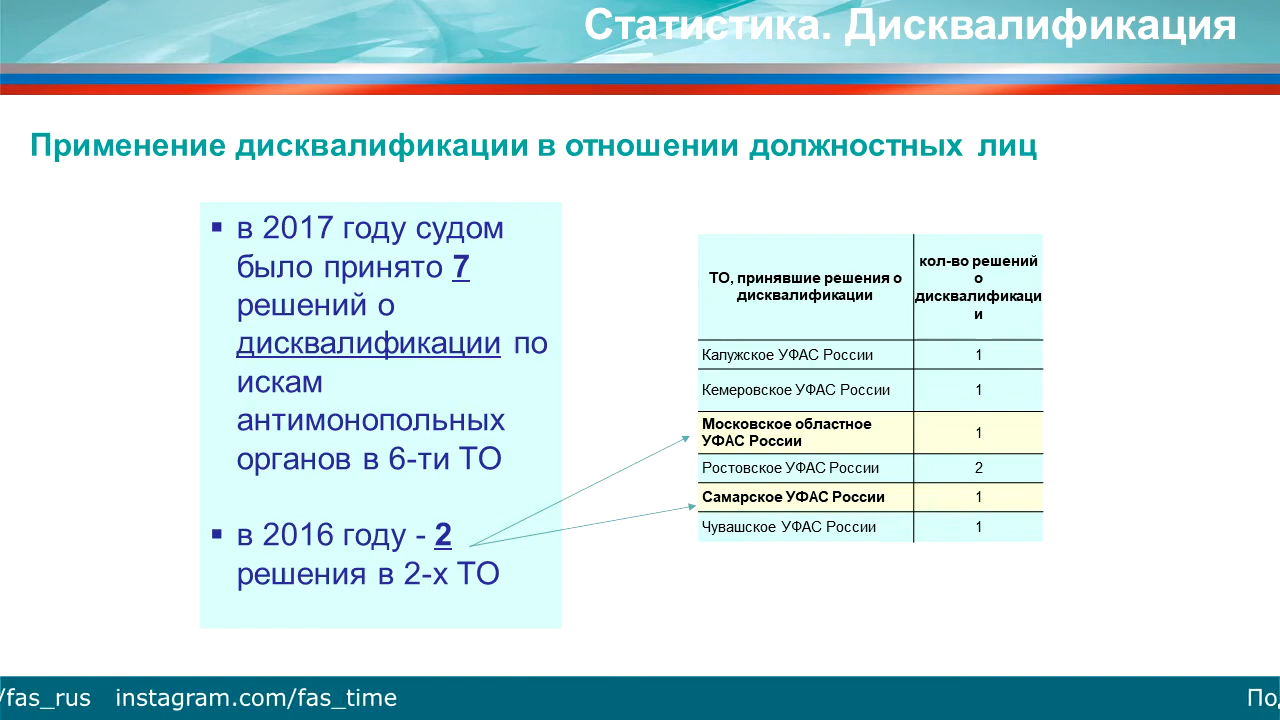 Статистика. Дисквалификация
Применение дисквалификации в отношении должностных лиц
▪ в 2017 году судом
было принято 7
решений о
дисквалификации по
искам
антимонопольных
органов в 6-ти ТО
▪ в 2016 году - 2
решения в 2-х ТО
ТО, принявшие решения о
дисквалификации
кол-во решений
о
дисквалификаци
и
Калужское УФАС России 1
Кемеровское УФАС России 1
Московское областное
УФАС России 1
Ростовское УФАС России 2
Самарское УФАС России 1
Чувашское УФАС России 1
/fas_rus instagram.com/fas_time